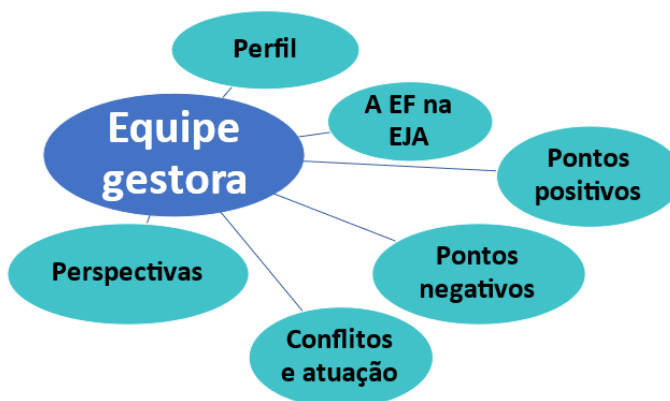 Perfil
Equipe
gestora
A EF na
EJA
Pontos
positivos
Perspectivas
Pontos
negativos
Conflitos
e atuação